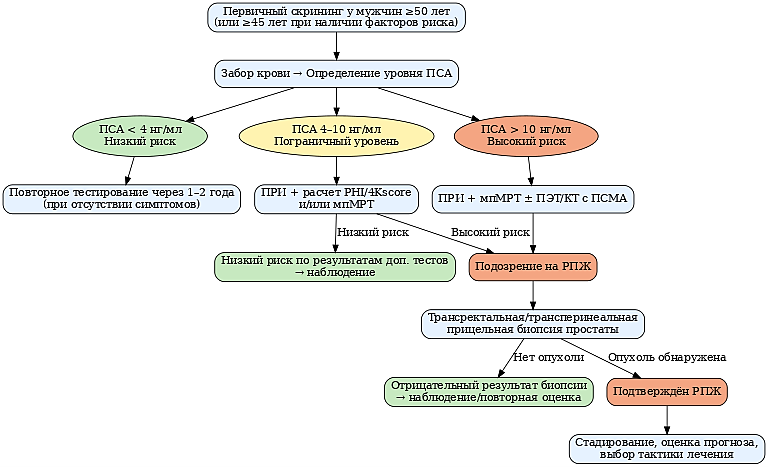 Первичный скрининг у мужчин ≥50 лет
(или ≥45 лет при наличии факторов риска)
Забор крови → Определение уровня ПСА
ПСА < 4 нг/мл
Низкий риск
ПСА 4–10 нг/мл
Пограничный уровень
ПСА > 10 нг/мл
Высокий риск
Повторное тестирование через 1–2 года
(при отсутствии симптомов)
ПРИ + расчет PHI/4Kscore
и/или мпМРТ
ПРИ + мпМРТ ± ПЭТ/КТ с ПСМА
Низкий риск
Высокий риск
Низкий риск по результатам доп. тестов
→ наблюдение
Подозрение на РПЖ
Трансректальная/трансперинеальная
прицельная биопсия простаты
Нет опухоли
Опухоль обнаружена
Отрицательный результат биопсии
→ наблюдение/повторная оценка
Подтверждён РПЖ
Стадирование, оценка прогноза,
выбор тактики лечения